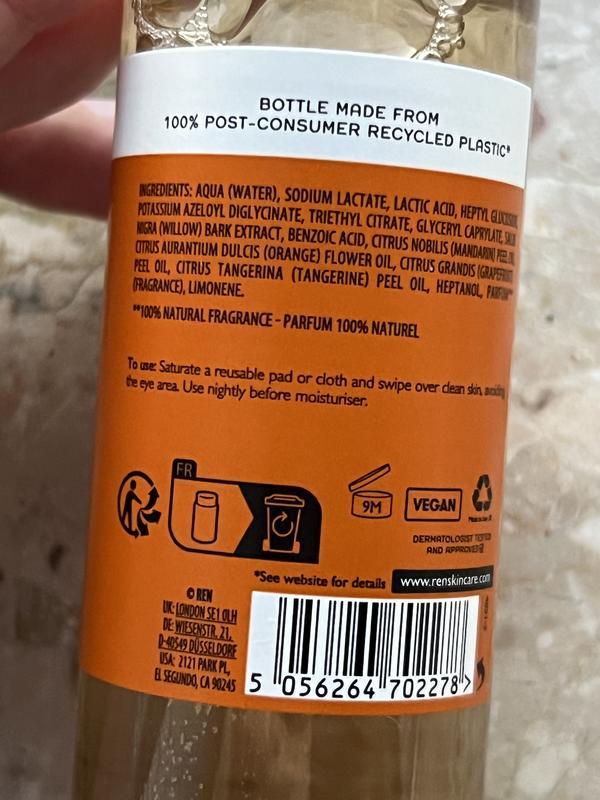 BOTTLE MADE FROM
100% POST-CONSUMER RECYCLED PLASTIC*
INGREDIENTS: AQUA (WATER), SODIUM LACTATE, LACTIC ACID, HEPTYL GLUCOSIDE,
POTASSIUM AZELOYL DIGLYCINATE, TRIETHYL CITRATE, GLYCERYL CAPRYLATE, SALIX
NIGRA (WILLOW) BARK EXTRACT, BENZOIC ACID, CITRUS NOBILIS (MANDARIN) PEEL OIL,
CITRUS AURANTIUM DULCIS (ORANGE) FLOWER OIL, CITRUS GRANDIS (GRAPEFRUIT)
PEEL OIL, CITRUS TANGERINA (TANGERINE) PEEL OIL, HEPTANOL, PARFUM**
(FRAGRANCE), LIMONENE.
**100% NATURAL FRAGRANCE - PARFUM 100% NATUREL
To use: Saturate a reusable pad or cloth and swipe over clean skin, avoiding
the eye area. Use nightly before moisturiser.
FR
9M
VEGAN
DERMATOLOGIST TESTED
AND APPROVED
*See website for details
www.renskincare.com
© REN
UK: LONDON SE1 0LH
DE: WIESENSTR. 21,
D-40549 DÜSSELDORF
USA: 2121 PARK PL,
EL SEGUNDO, CA 90245
5 056264 702278 >